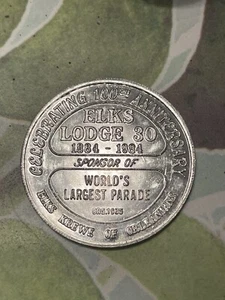 CELEBRATING 100TH ANNIVERSARY
ELKS
LODGE 30
1884 - 1984
SPONSOR OF
WORLD'S
LARGEST PARADE
ELKS KREWE OF ORLEANIANS